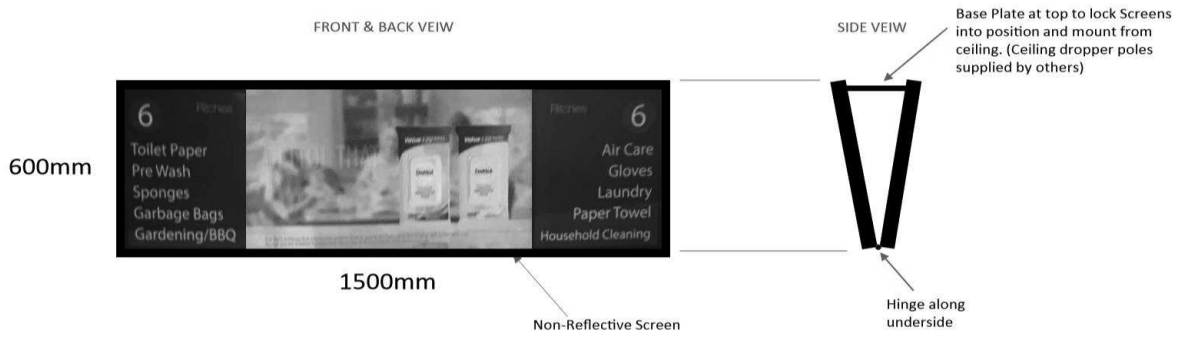 FRONT & BACK VEIW
SIDE VEIW
Base Plate at top to lock Screens
into position and mount from
ceiling. (Ceiling dropper poles
supplied by others)
600mm
6
Toilet Paper
Pre Wash
Sponges
Garbage Bags
Gardening/BBQ
6
Air Care
Gloves
Laundry
Paper Towel
Household Cleaning
1500mm
Non-Reflective Screen
Hinge along
underside